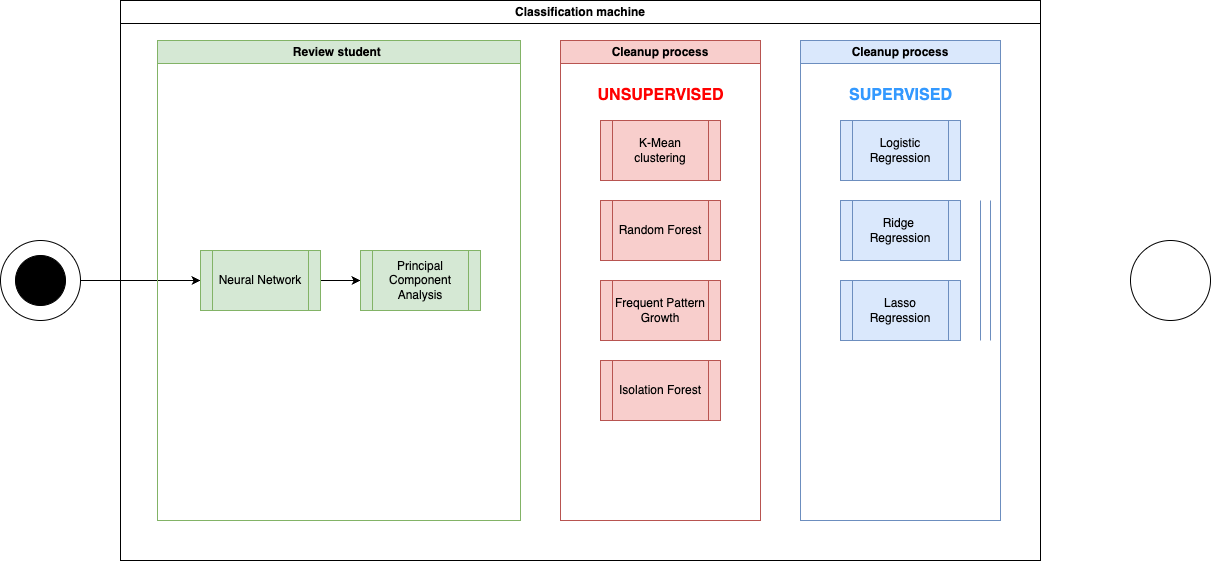 Classification machine
Review student
Neural Network
Principal
Component
Analysis
Cleanup process
UNSUPERVISED
K-Mean
clustering
Random Forest
Frequent Pattern
Growth
Isolation Forest
Cleanup process
SUPERVISED
Logistic
Regression
Ridge
Regression
Lasso
Regression